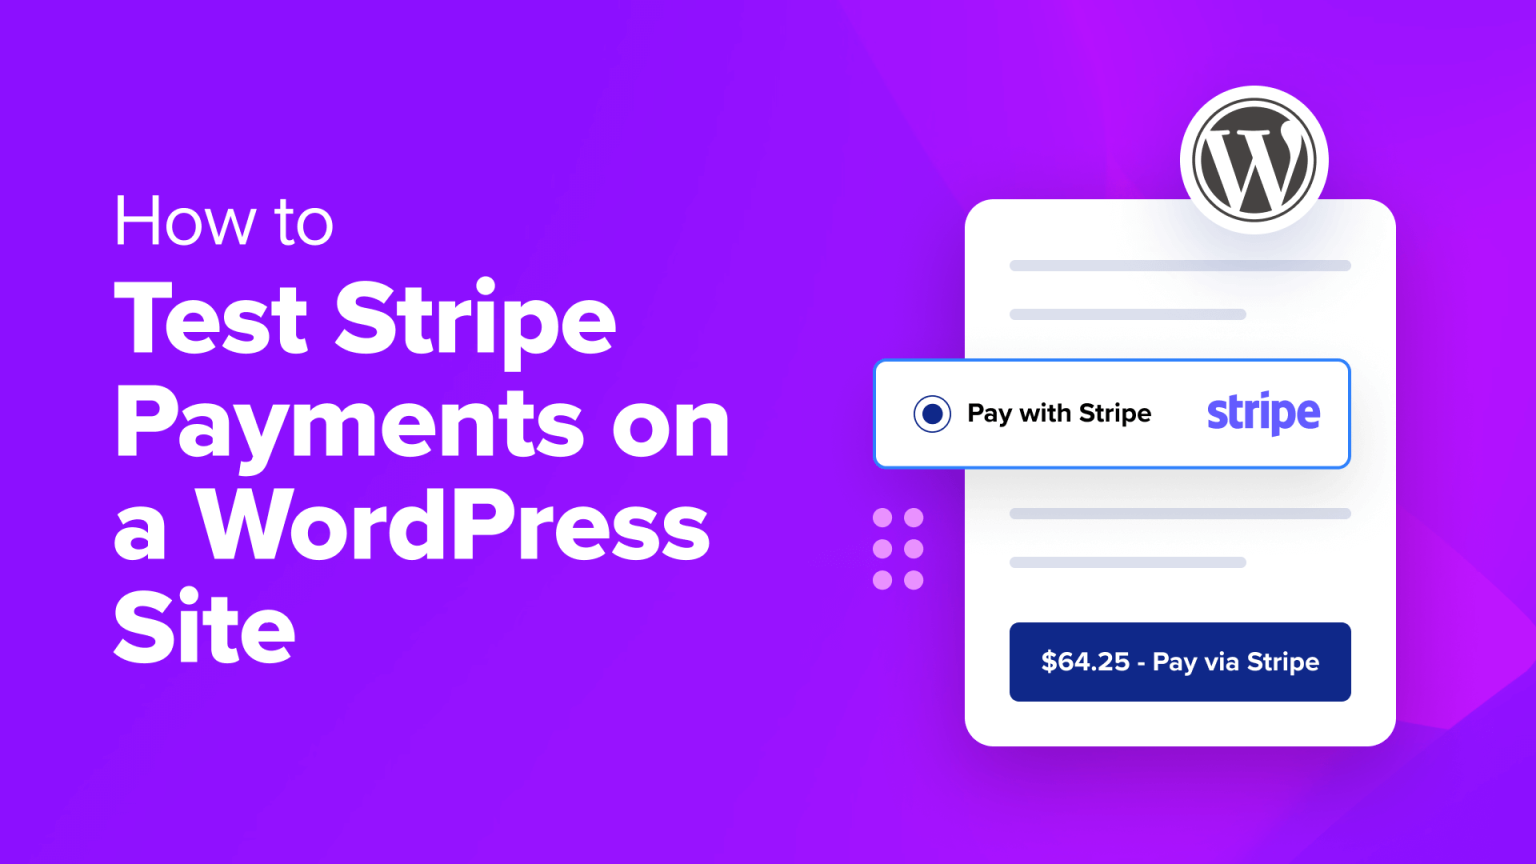 How to
Test Stripe
Payments on
a WordPress
Site
W
Pay with Stripe
stripe
$64.25 - Pay via Stripe